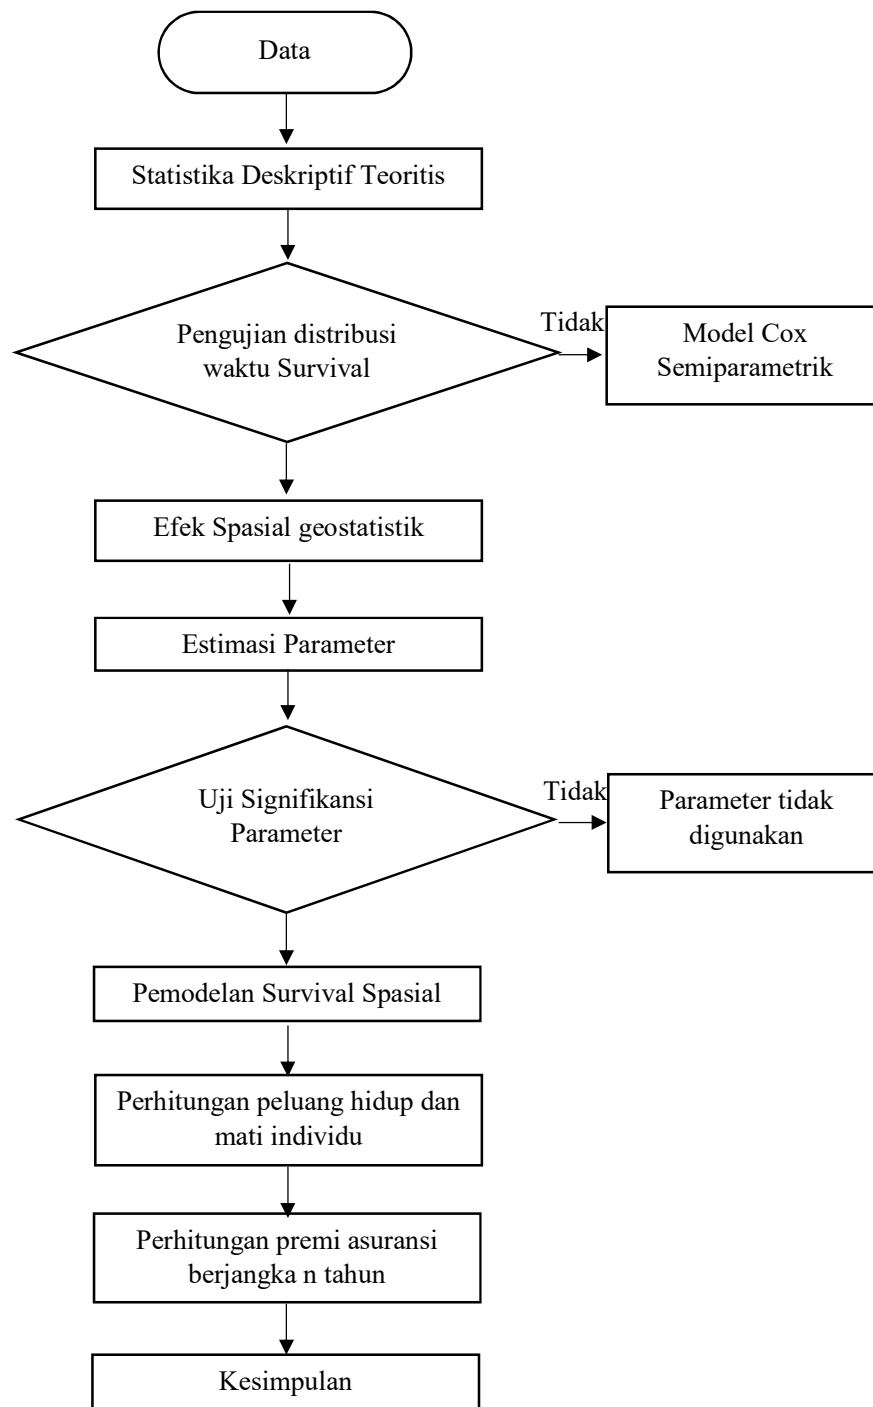 Data
Statistika Deskriptif Teoritis
Pengujian distribusi
waktu Survival
Tidak
Model Cox
Semiparametrik
Efek Spasial geostatistik
Estimasi Parameter
Uji Signifikansi
Parameter
Tidak
Parameter tidak
digunakan
Pemodelan Survival Spasial
Perhitungan peluang hidup dan
mati individu
Perhitungan premi asuransi
berjangka n tahun
Kesimpulan